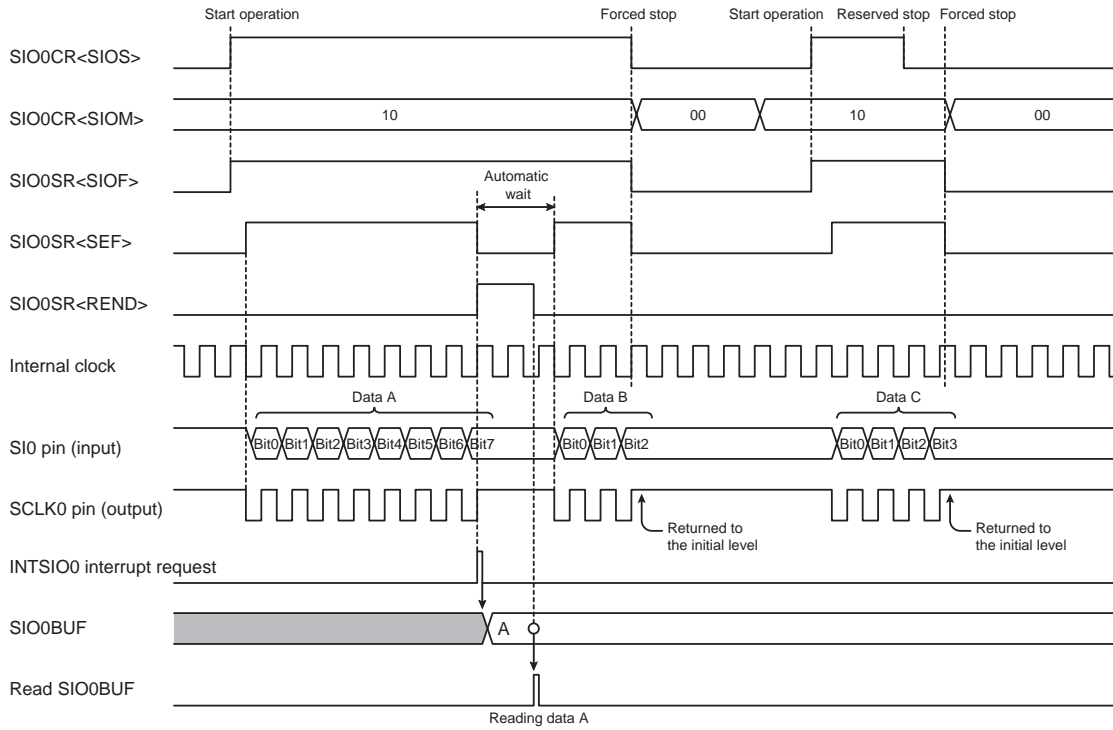 Start operation Forced stop Start operation Reserved stop Forced stop
SIO0CR<SIOS>
SIO0CR<SIOM> 10 00 10 00
SIO0SR<SIOF>
Automatic
wait
SIO0SR<SEF>
SIO0SR<REND>
Internal clock
Data A Data B Data C
SI0 pin (input) Bit0 Bit1 Bit2 Bit3 Bit4 Bit5 Bit6 Bit7 Bit0 Bit1 Bit2 Bit0 Bit1 Bit2 Bit3
SCLK0 pin (output)
Returned to
the initial level
Returned to
the initial level
INTSIO0 interrupt request
SIO0BUF A
Read SIO0BUF
Reading data A